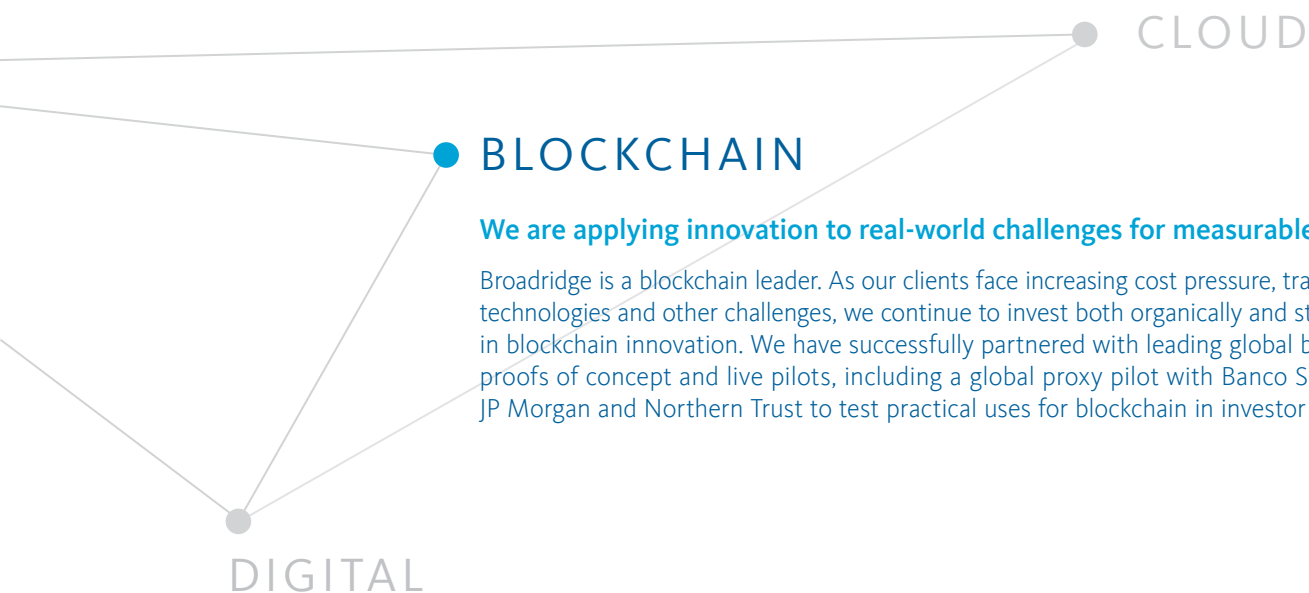 CLOUD
BLOCKCHAIN
We are applying innovation to real-world challenges for measurable
Broadridge is a blockchain leader. As our clients face increasing cost pressure,
technologies and other challenges, we continue to invest both organically and
in blockchain innovation. We have successfully partnered with leading global
proofs of concept and live pilots, including a global proxy pilot with Banco
JP Morgan and Northern Trust to test practical uses for blockchain in investor
DIGITAL